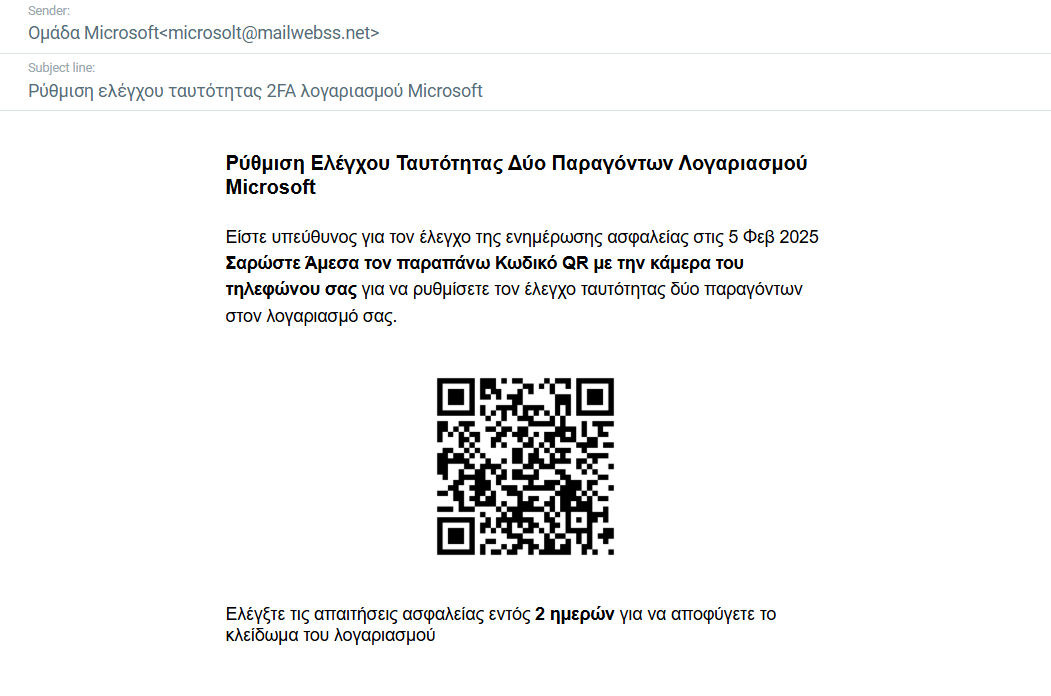 Sender:
Ομάδα Microsoft<microsolt@mailwebss.net>
Subject line:
Ρύθμιση ελέγχου ταυτότητας 2FA λογαριασμού Microsoft
Ρύθμιση Ελέγχου Ταυτότητας Δύο Παραγόντων Λογαριασμού
Microsoft
Είστε υπεύθυνος για τον έλεγχο της ενημέρωσης ασφαλείας στις 5 Φεβ 2025
Σαρώστε Άμεσα τον παραπάνω Κωδικό QR με την κάμερα του
τηλεφώνου σας για να ρυθμίσετε τον έλεγχο ταυτότητας δύο παραγόντων
στον λογαριασμό σας.
Ελέγξτε τις απαιτήσεις ασφαλείας εντός 2 ημερών για να αποφύγετε το
κλείδωμα του λογαριασμού